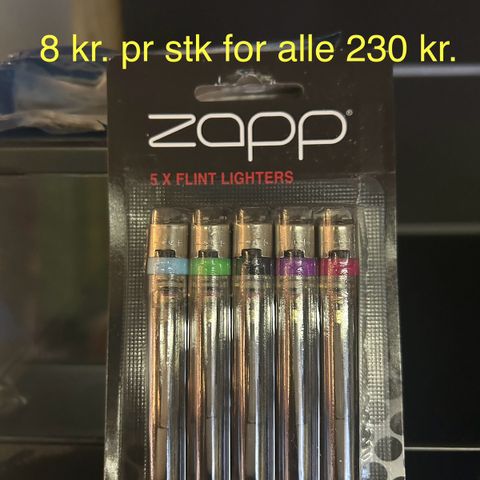 8 kr. pr stk for alle 230 kr.
zapp®
5 X FLINT LIGHTERS